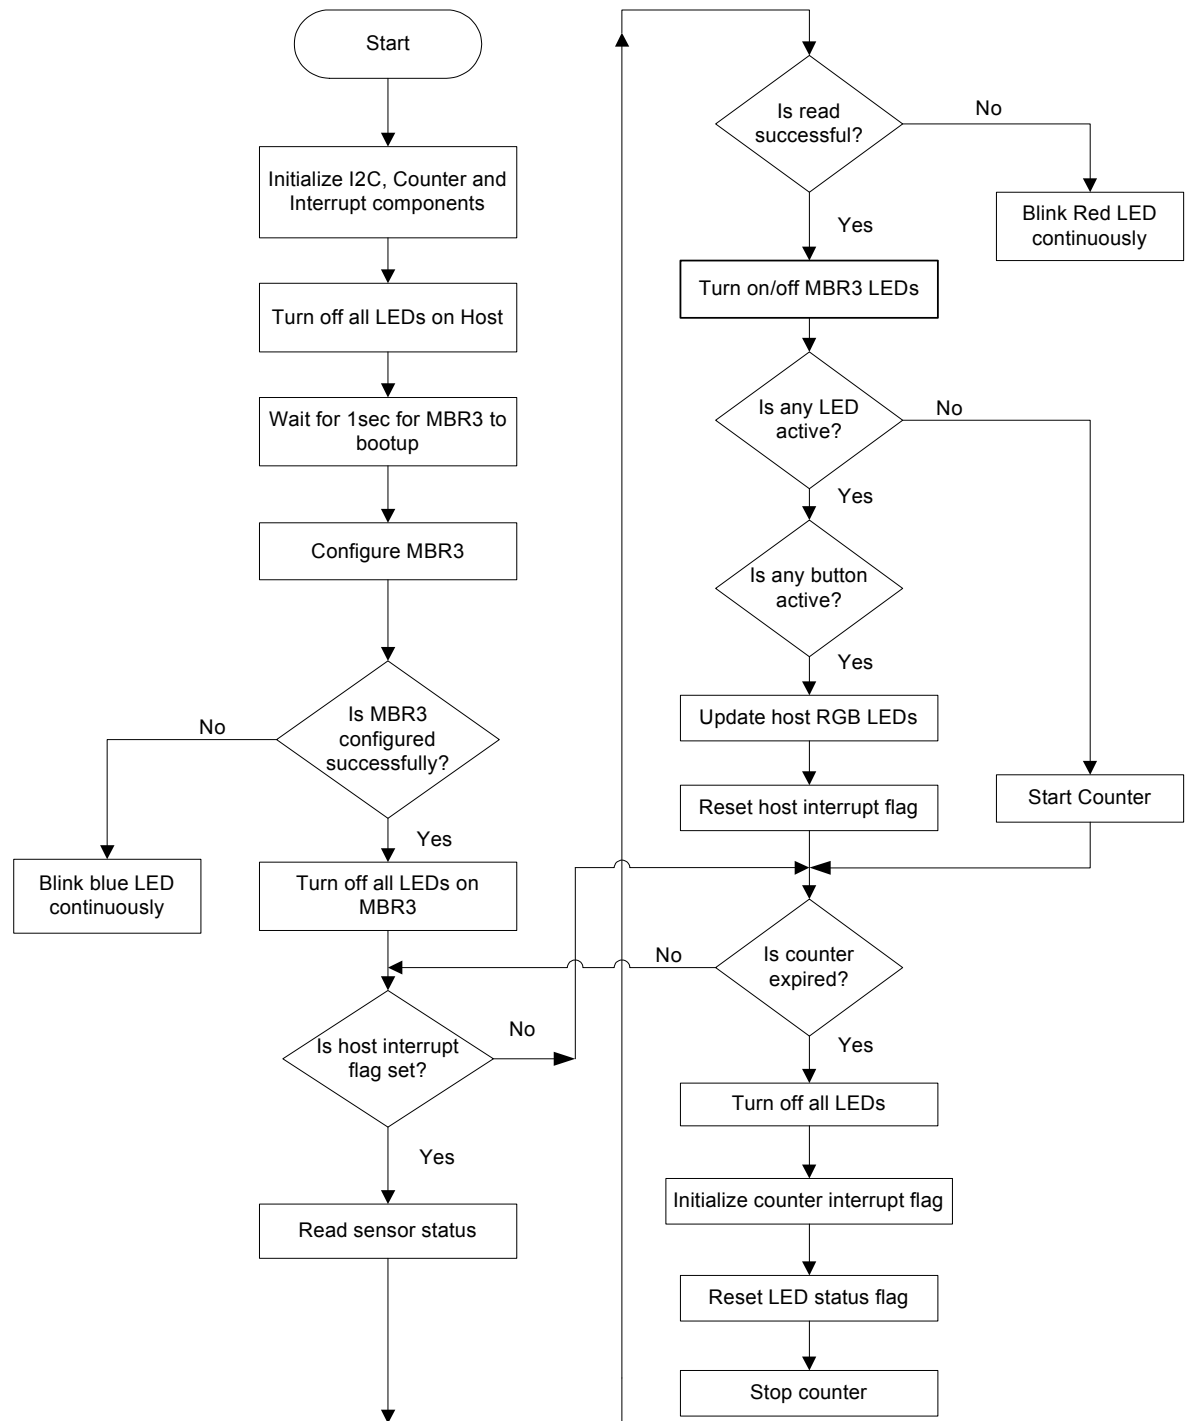 Start
Initialize I2C, Counter and
Interrupt components
Turn off all LEDs on Host
Wait for 1sec for MBR3 to
bootup
Configure MBR3
Is MBR3
configured
successfully?
No
Yes
Blink blue LED
continuously
Turn off all LEDs on
MBR3
Is host interrupt
flag set?
No
Yes
Read sensor status
Is read
successful?
No
Yes
Blink Red LED
continuously
Turn on/off MBR3 LEDs
Is any LED
active?
No
Yes
Is any button
active?
Yes
Update host RGB LEDs
Reset host interrupt flag
Start Counter
Is counter
expired?
No
Yes
Turn off all LEDs
Initialize counter interrupt flag
Reset LED status flag
Stop counter